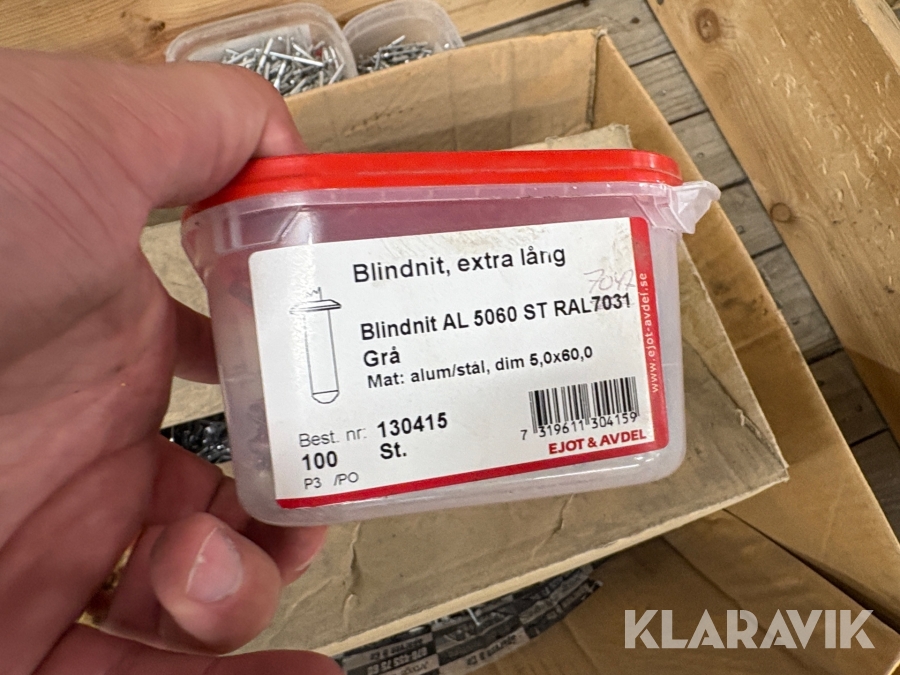 Blindnit, extra lång
7042
Blindnit AL 5060 ST RAL7031
Grå
Mat: alum/stål, dim 5,0x60,0
Best. nr: 130415
100 St.
P3 /PO
7 319611 304159
EJOT & AVDEL
www.ejot-avdel.se
KLARAVIK